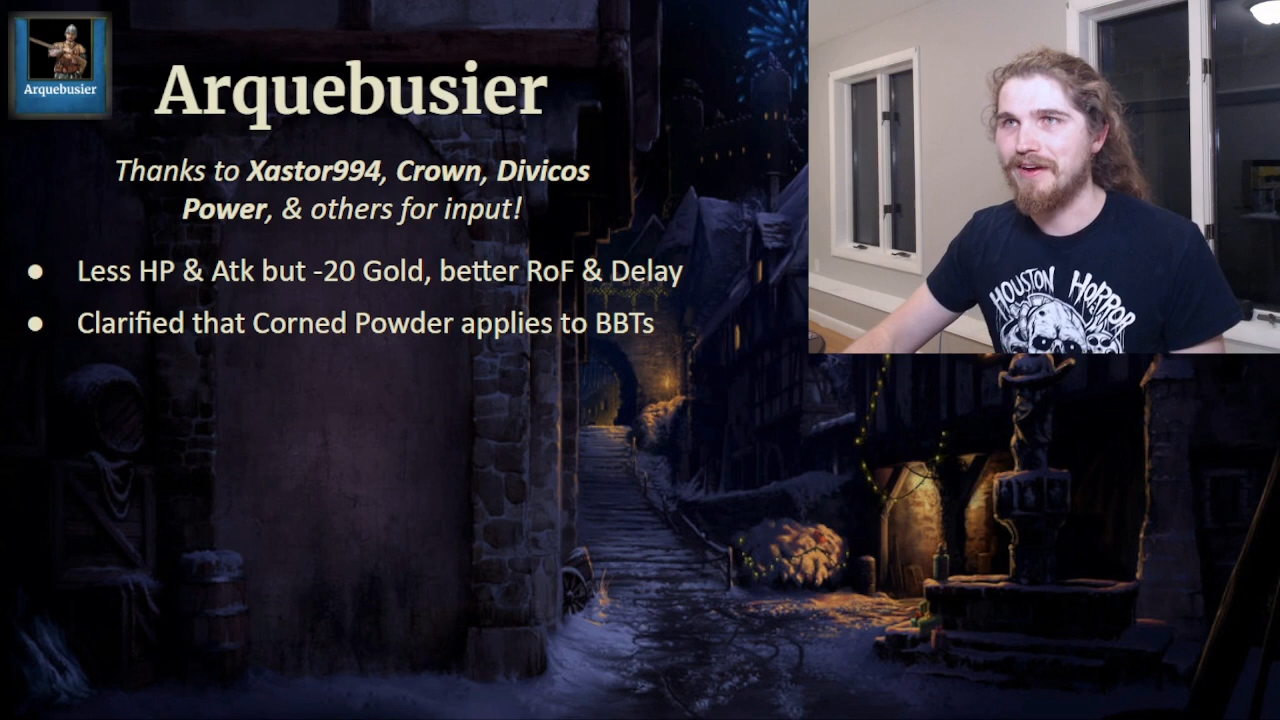 Arquebusier
Arquebusier
Thanks to Xastor994, Crown, Divicos
Power, & others for input!
● Less HP & Atk but -20 Gold, better RoF & Delay
● Clarified that Corned Powder applies to BBTs
HOUSTON HORROR